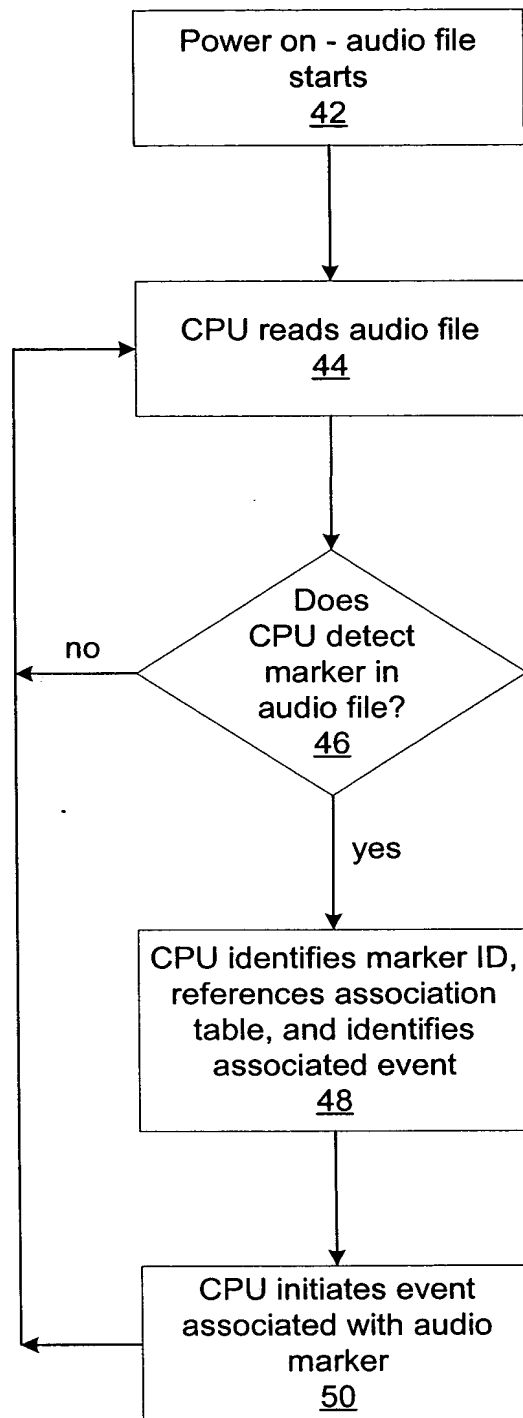 Power on - audio file
starts
42
CPU reads audio file
44
Does
CPU detect
marker in
audio file?
46
no
yes
CPU identifies marker ID,
references association
table, and identifies
associated event
48
CPU initiates event
associated with audio
marker
50